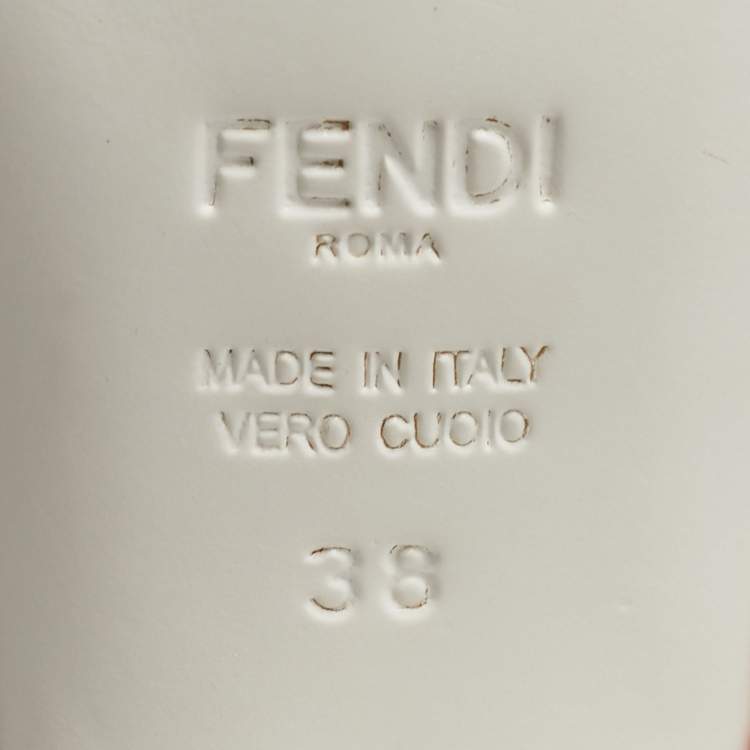 FENDI
ROMA
MADE IN ITALY
VERO CUOIO
38